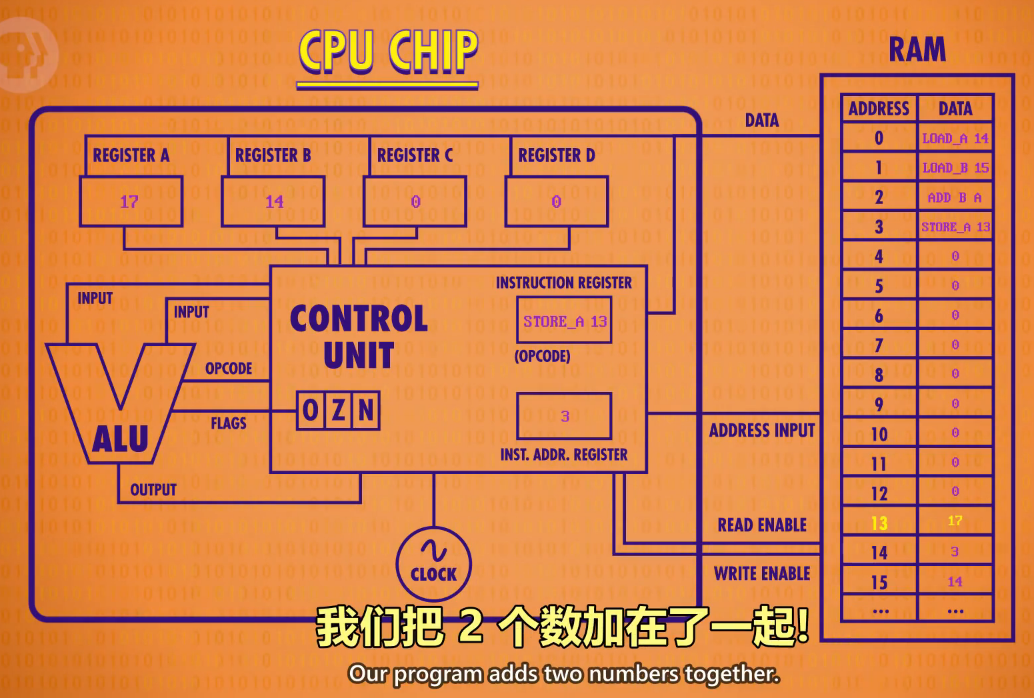 CPU CHIP
RAM
ADDRESS DATA
0 LOAD_A 14
1 LOAD_B 15
2 ADD B A
3 STORE_A 13
4 0
5 0
6 0
7 0
8 0
9 0
10 0
11 0
12 0
13 17
14 3
15 14
... ...
DATA
REGISTER A
17
REGISTER B
14
REGISTER C
0
REGISTER D
0
INPUT
INPUT
CONTROL
UNIT
INSTRUCTION REGISTER
STORE_A 13
(OPCODE)
OPCODE
FLAGS
O Z N
3
INST. ADDR. REGISTER
ALU
OUTPUT
CLOCK
ADDRESS INPUT
READ ENABLE
WRITE ENABLE
我们把 2 个数加在了一起!
Our program adds two numbers together.